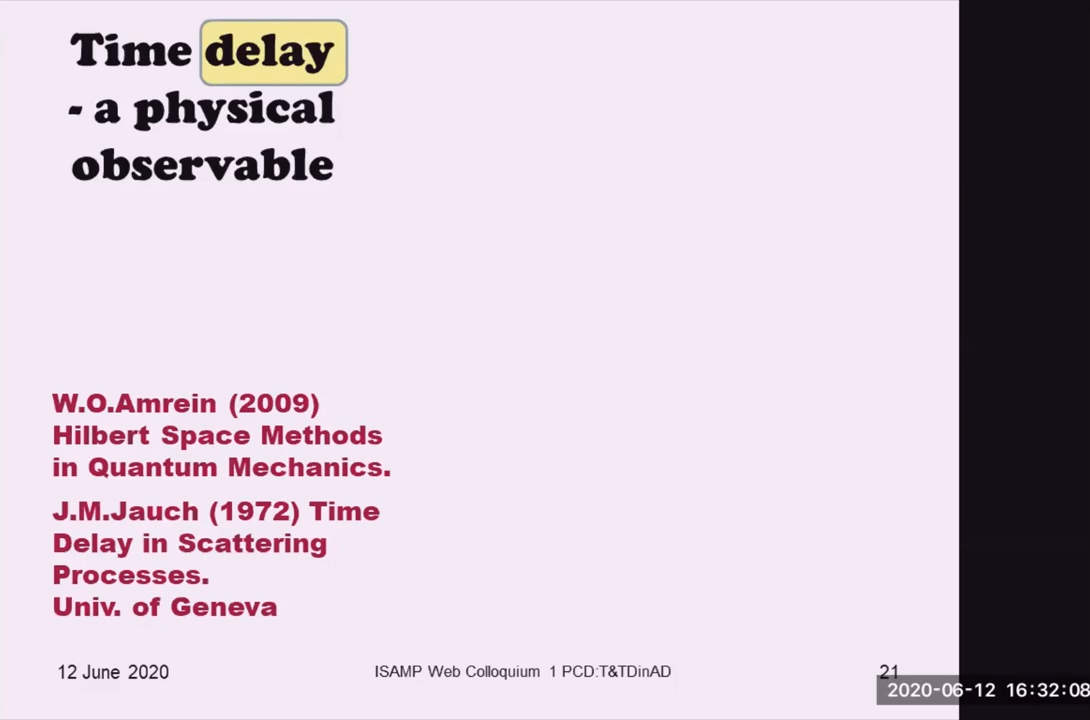 Time delay
- a physical
observable
W.O.Amrein (2009)
Hilbert Space Methods
in Quantum Mechanics.
J.M.Jauch (1972) Time
Delay in Scattering
Processes.
Univ. of Geneva
12 June 2020
ISAMP Web Colloquium 1 PCD:T&TDinAD
21
2020-06-12 16:32:08